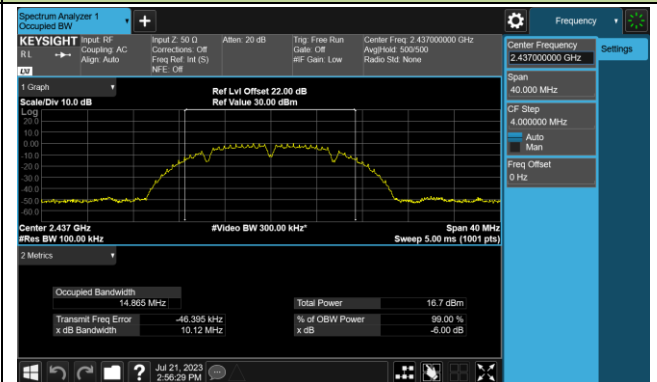 Spectrum Analyzer 1
Occupied BW
Frequency
KEYSIGHT
R L
LXI
Input: RF
Coupling: AC
Align: Auto
Input Z: 50 Ω
Corrections: Off
Freq Ref: Int (S)
NFE: Off
Atten: 20 dB
Trig: Free Run
Gate: Off
#IF Gain: Low
Center Freq: 2.437000000 GHz
Avg|Hold: 500/500
Radio Std: None
Center Frequency
2.437000000 GHz
Settings
Span
40.000 MHz
CF Step
4.000000 MHz
Auto
Man
Freq Offset
0 Hz
1 Graph
Scale/Div 10.0 dB
Ref Lvl Offset 22.00 dB
Ref Value 30.00 dBm
Log
20.0
10.0
0.00
-10.0
-20.0
-30.0
-40.0
-50.0
-60.0
Center 2.437 GHz
#Video BW 300.00 kHz*
Span 40 MHz
#Res BW 100.00 kHz
Sweep 5.00 ms (1001 pts)
2 Metrics
Occupied Bandwidth
14.865 MHz
Total Power 16.7 dBm
Transmit Freq Error -46.395 kHz
% of OBW Power 99.00 %
x dB Bandwidth 10.12 MHz
x dB -6.00 dB
?
Jul 21, 2023
2:56:29 PM